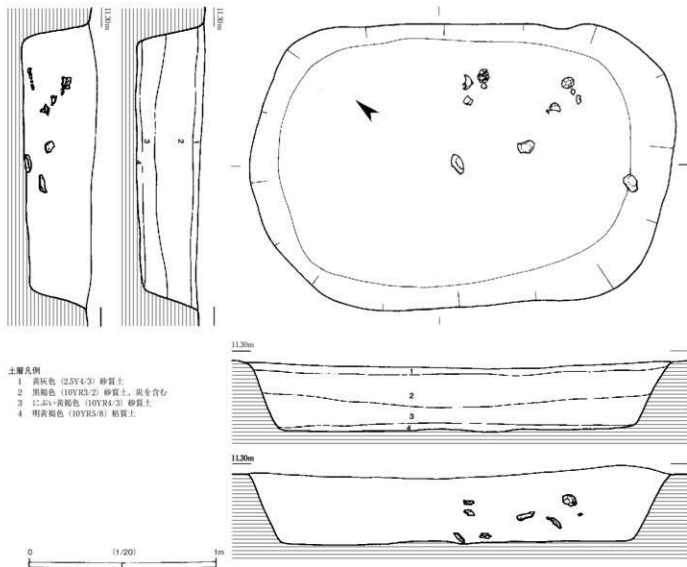 11.30m
11.30m
11.30m
11.30m
土層凡例
1 黄灰色 (2.5Y4/3) 砂質土
2 黒褐色 (10YR3/2) 砂質土、炭を含む
3 にぶい黄褐色 (10YR4/3) 砂質土
4 明黄褐色 (10YR5/8) 粘質土
1
2
3
4
1
2
3
4
0 (1/20) 1m